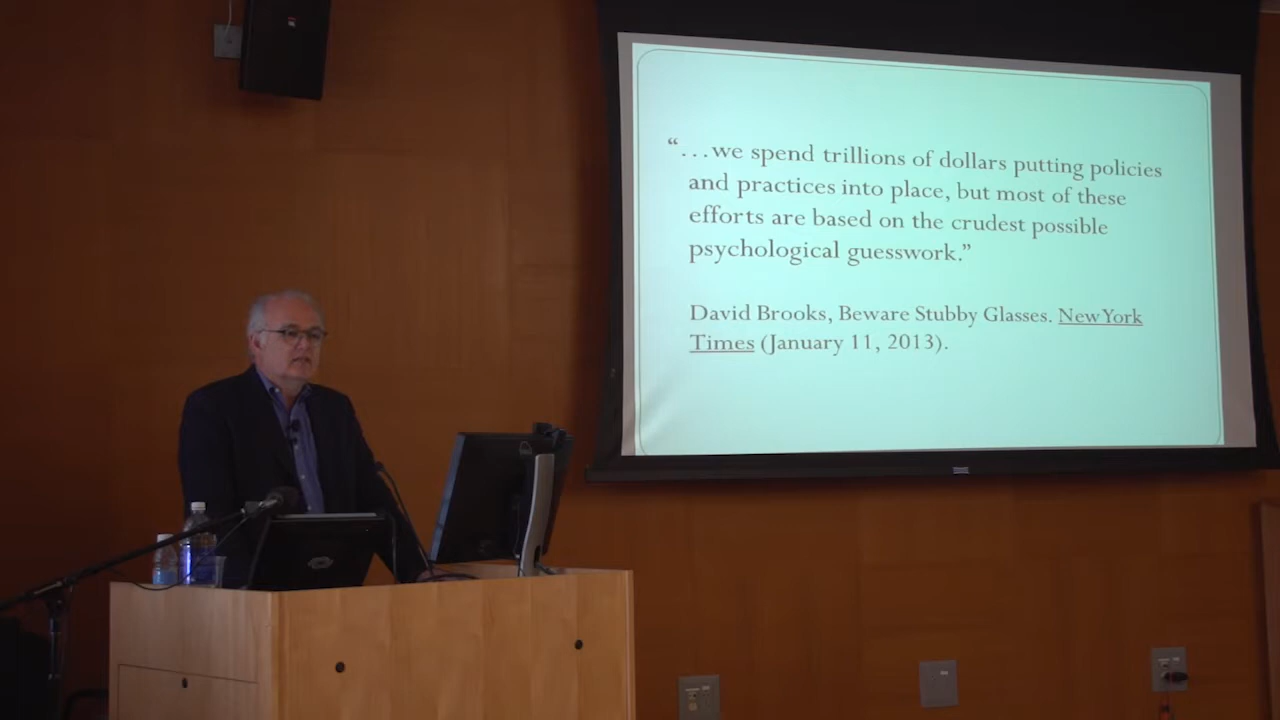 “…we spend trillions of dollars putting policies
and practices into place, but most of these
efforts are based on the crudest possible
psychological guesswork.”
David Brooks, Beware Stubby Glasses. New York
Times (January 11, 2013).